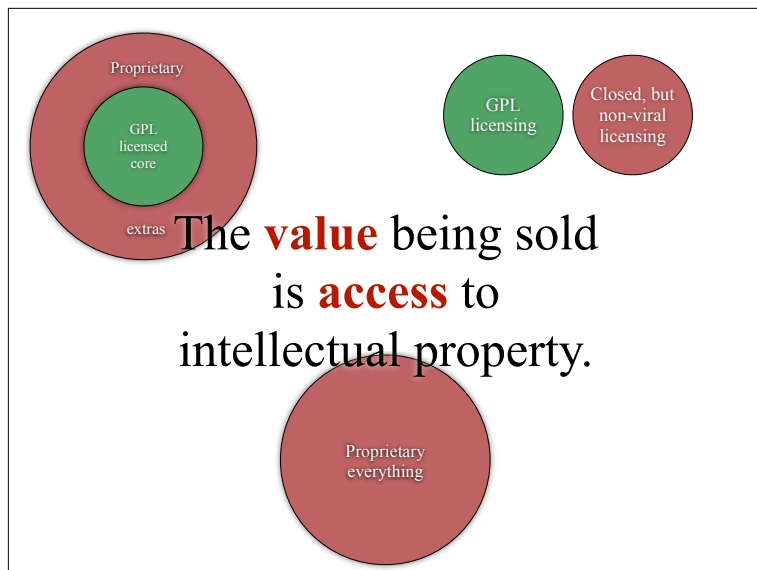 Proprietary
GPL
licensed
core
extras
GPL
licensing
Closed, but
non-viral
licensing
The value being sold
is access to
intellectual property.
Proprietary
everything